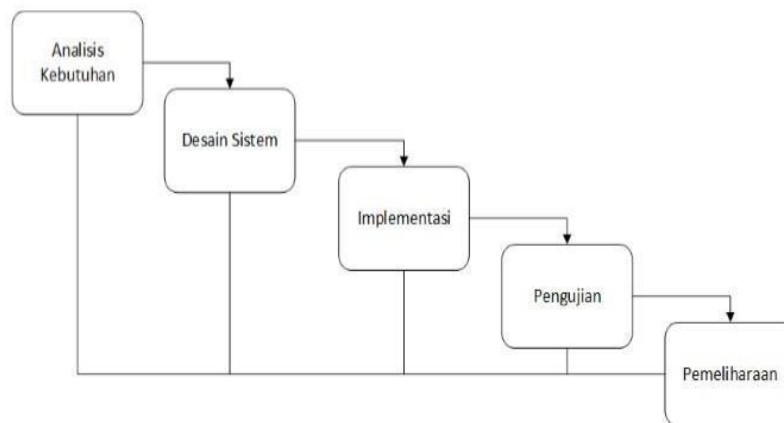 Analisis
Kebutuhan
Desain Sistem
Implementasi
Pengujian
Pemeliharaan